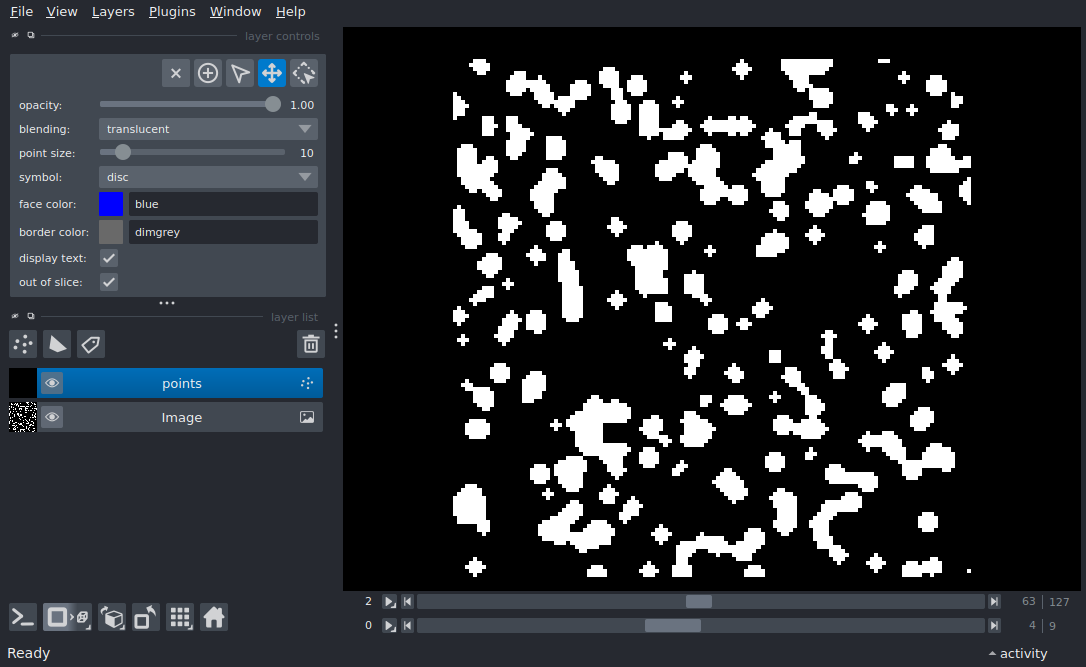 File View Layers Plugins Window Help
layer controls
opacity: 1.00
blending: translucent
point size: 10
symbol: disc
face color: blue
border color: dimgrey
display text:
out of slice:
layer list
points
Image
2 63 127
0 4 9
Ready activity